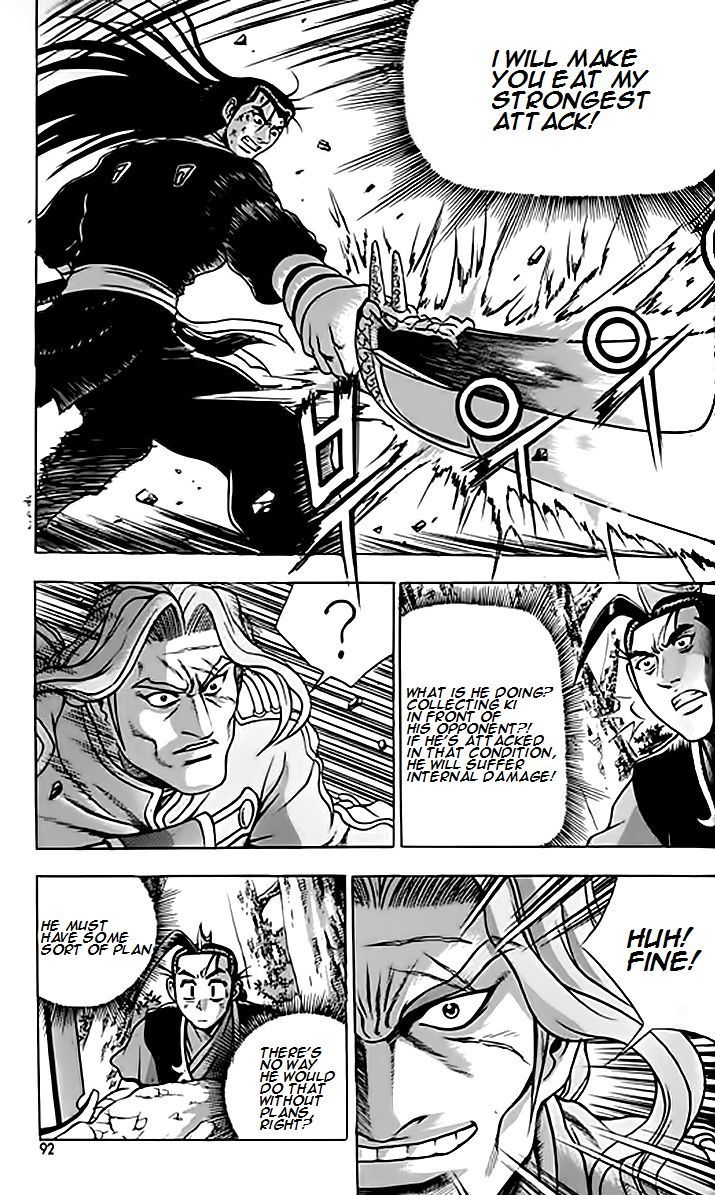 I WILL MAKE
YOU EAT MY
STRONGEST
ATTACK!
?
WHAT IS HE DOING?
COLLECTING KI
IN FRONT OF
HIS OPPONENT?!
IF HE'S ATTACKED
IN THAT CONDITION,
HE WILL SUFFER
INTERNAL DAMAGE!
HE MUST
HAVE SOME
SORT OF PLAN
THERE'S
NO WAY
HE WOULD
DO THAT
WITHOUT
PLANS,
RIGHT?
HUH!
FINE!
92